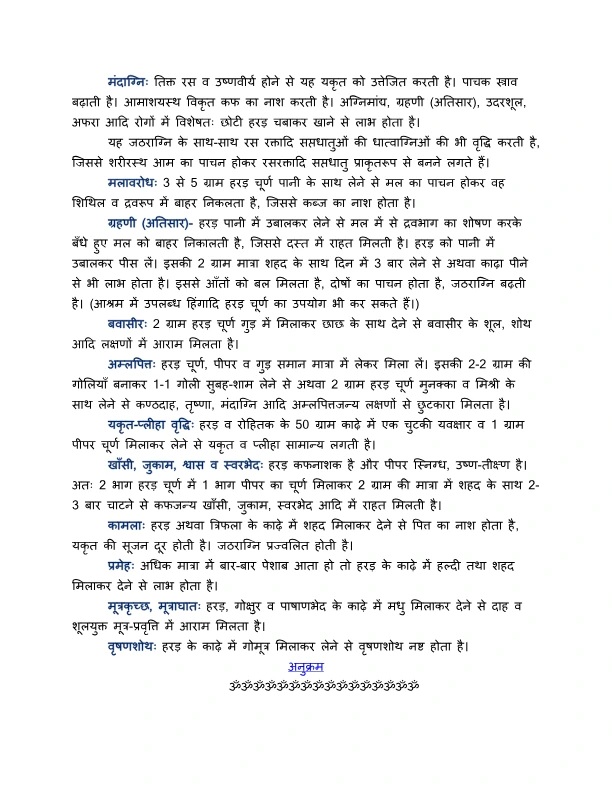 मंदाग्निः तिक्त रस व उष्णवीर्य होने से यह यकृत को उत्तेजित करती है। पाचक स्राव
बढ़ाती है। आमाशयस्थ विकृत कफ का नाश करती है। अग्निमांद्य, ग्रहणी (अतिसार), उदरशूल,
अफरा आदि रोगों में विशेषतः छोटी हरड़ चबाकर खाने से लाभ होता है।
यह जठराग्नि के साथ-साथ रस रक्तादि सप्तधातुओं की धात्वाग्निओं की भी वृद्धि करती है,
जिससे शरीरस्थ आम का पाचन होकर रसरक्तादि सप्तधातु प्राकृतरूप से बनने लगते हैं।
मलावरोधः 3 से 5 ग्राम हरड़ चूर्ण पानी के साथ लेने से मल का पाचन होकर वह
शिथिल व द्रवरूप में बाहर निकलता है, जिससे कब्ज का नाश होता है।
ग्रहणी (अतिसार)- हरड़ पानी में उबालकर लेने से मल में से द्रवभाग का शोषण करके
बँधे हुए मल को बाहर निकालती है, जिससे दस्त में राहत मिलती है। हरड़ को पानी में
उबालकर पीस लें। इसकी 2 ग्राम मात्रा शहद के साथ दिन में 3 बार लेने से अथवा काढ़ा पीने
से भी लाभ होता है। इससे आँतों को बल मिलता है, दोषों का पाचन होता है, जठराग्नि बढ़ती
है। (आश्रम में उपलब्ध हिंगादि हरड़ चूर्ण का उपयोग भी कर सकते हैं।)
बवासीरः 2 ग्राम हरड़ चूर्ण गुड़ में मिलाकर छाछ के साथ देने से बवासीर के शूल, शोथ
आदि लक्षणों में आराम मिलता है।
अम्लपित्तः हरड़ चूर्ण, पीपर व गुड़ समान मात्रा में लेकर मिला लें। इसकी 2-2 ग्राम की
गोलियाँ बनाकर 1-1 गोली सुबह-शाम लेने से अथवा 2 ग्राम हरड़ चूर्ण मुनक्का व मिश्री के
साथ लेने से कण्ठदाह, तृष्णा, मंदाग्नि आदि अम्लपित्तजन्य लक्षणों से छुटकारा मिलता है।
यकृत-प्लीहा वृद्धिः हरड़ व रोहितक के 50 ग्राम काढ़े में एक चुटकी यवक्षार व 1 ग्राम
पीपर चूर्ण मिलाकर लेने से यकृत व प्लीहा सामान्य लगती है।
खाँसी, जुकाम, श्वास व स्वरभेदः हरड़ कफनाशक है और पीपर स्निग्ध, उष्ण-तीक्ष्ण है।
अतः 2 भाग हरड़ चूर्ण में 1 भाग पीपर का चूर्ण मिलाकर 2 ग्राम की मात्रा में शहद के साथ 2-
3 बार चाटने से कफजन्य खाँसी, जुकाम, स्वरभेद आदि में राहत मिलती है।
कामलाः हरड़ अथवा त्रिफला के काढ़े में शहद मिलाकर देने से पित्त का नाश होता है,
यकृत की सूजन दूर होती है। जठराग्नि प्रज्वलित होती है।
प्रमेहः अधिक मात्रा में बार-बार पेशाब आता हो तो हरड़ के काढ़े में हल्दी तथा शहद
मिलाकर देने से लाभ होता है।
मूत्रकृच्छ, मूत्राघातः हरड़, गोक्षुर व पाषाणभेद के काढ़े में मधु मिलाकर देने से दाह व
शूलयुक्त मूत्र-प्रवृत्ति में आराम मिलता है।
वृषणशोथः हरड़ के काढ़े में गोमूत्र मिलाकर लेने से वृषणशोथ नष्ट होता है।
अनुक्रम
ॐॐॐॐॐॐॐॐॐॐॐॐॐॐॐॐ